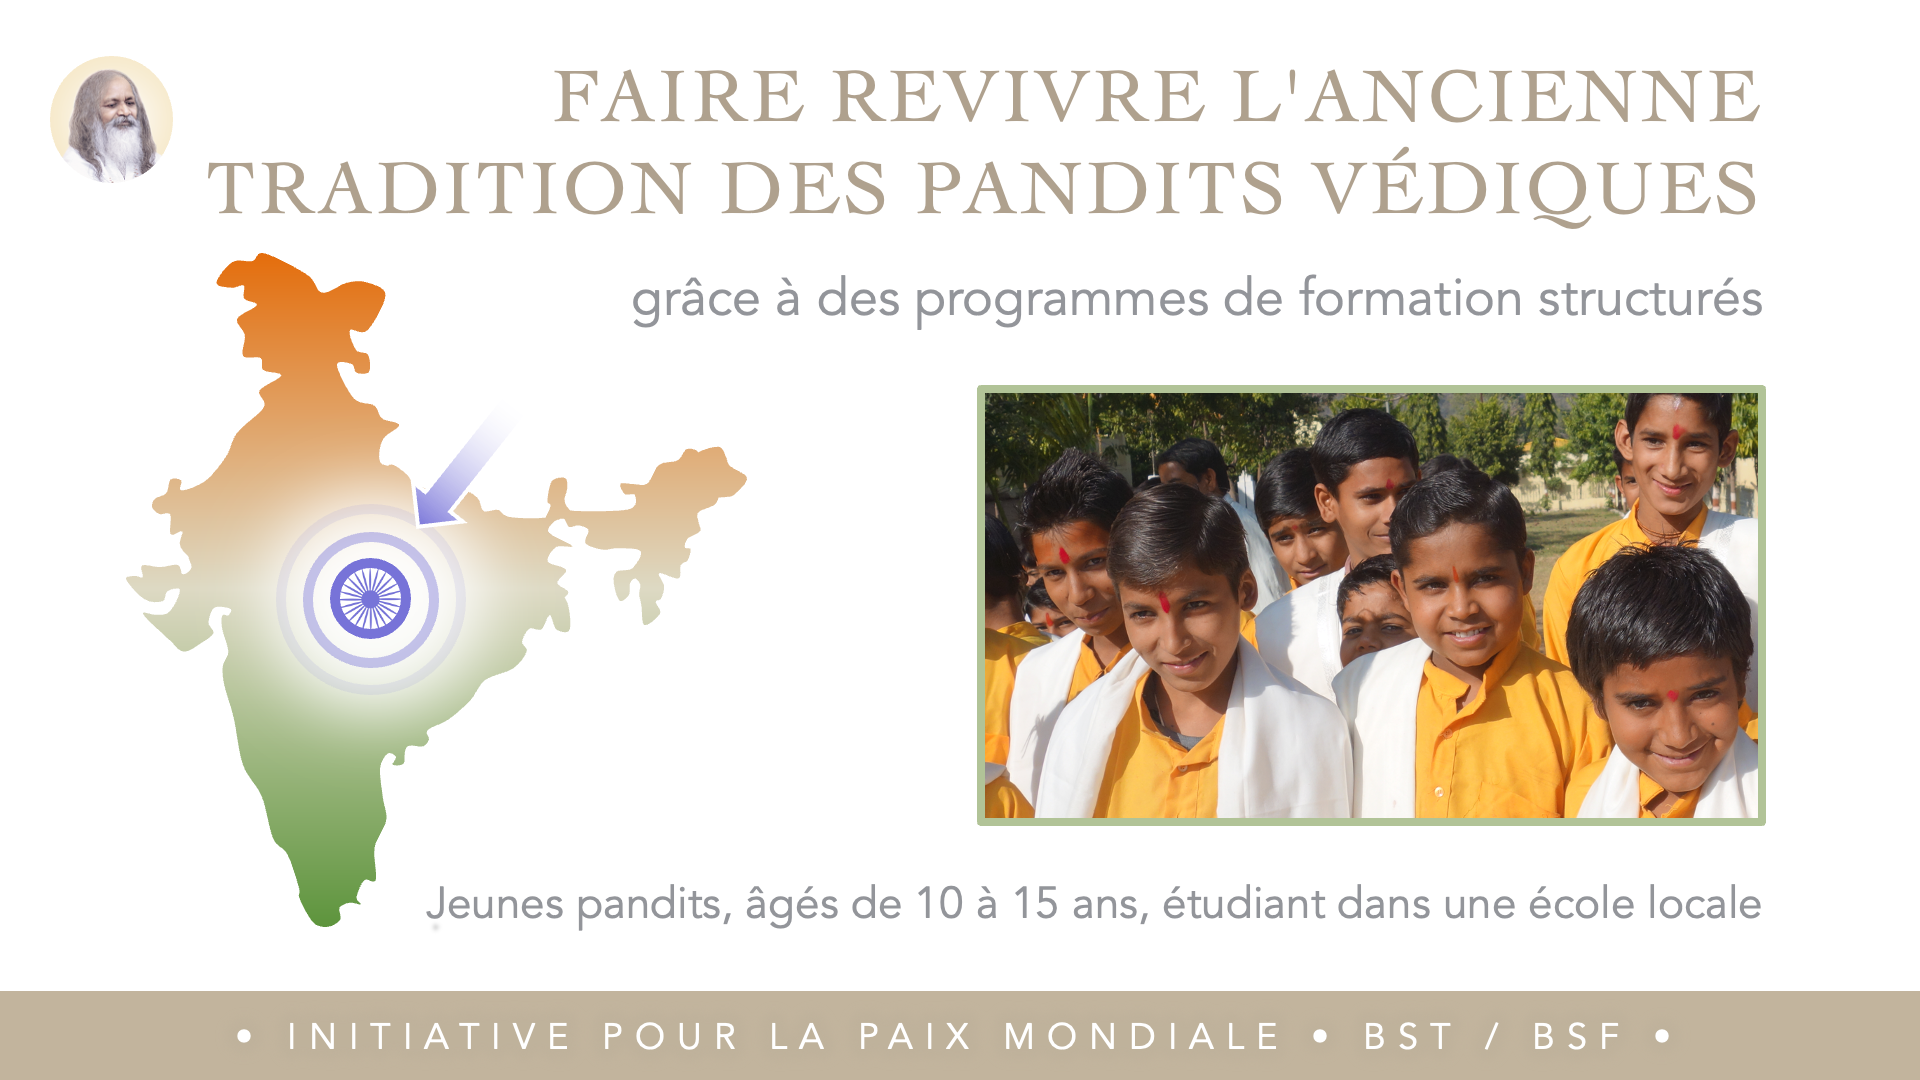 FAIRE REVIVRE L'ANCIENNE
TRADITION DES PANDITS VÉDIQUES
grâce à des programmes de formation structurés
Jeunes pandits, âgés de 10 à 15 ans, étudiant dans une école locale
• INITIATIVE POUR LA PAIX MONDIALE • BST / BSF •